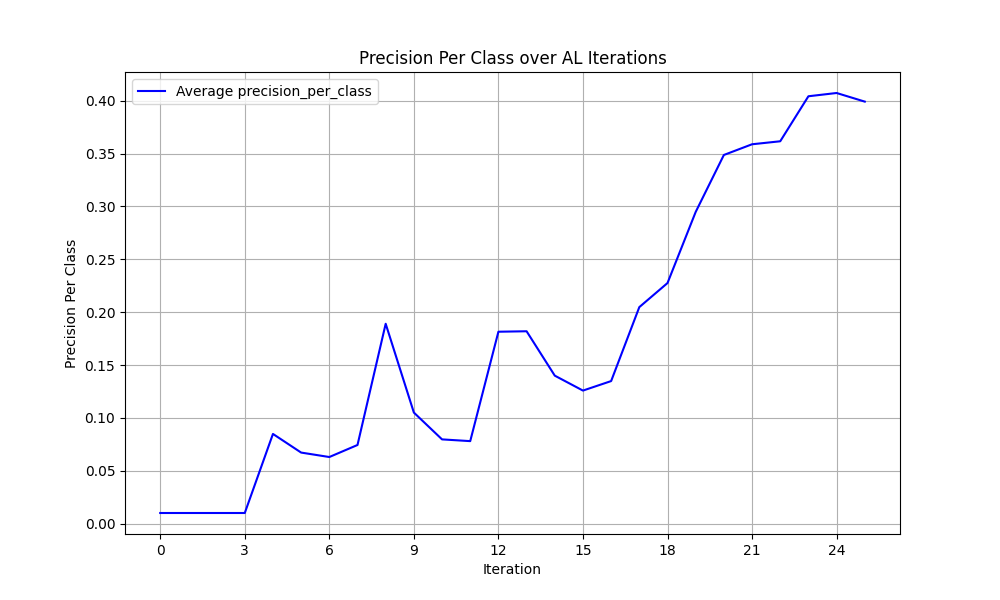 Precision Per Class over AL Iterations
Average precision_per_class
Precision Per Class
0.40
0.35
0.30
0.25
0.20
0.15
0.10
0.05
0.00
0 3 6 9 12 15 18 21 24
Iteration